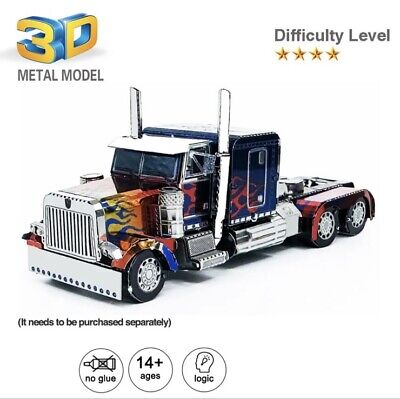 3D
METAL MODEL
Difficulty Level
(It needs to be purchased separately)
no glue
14+
ages
logic